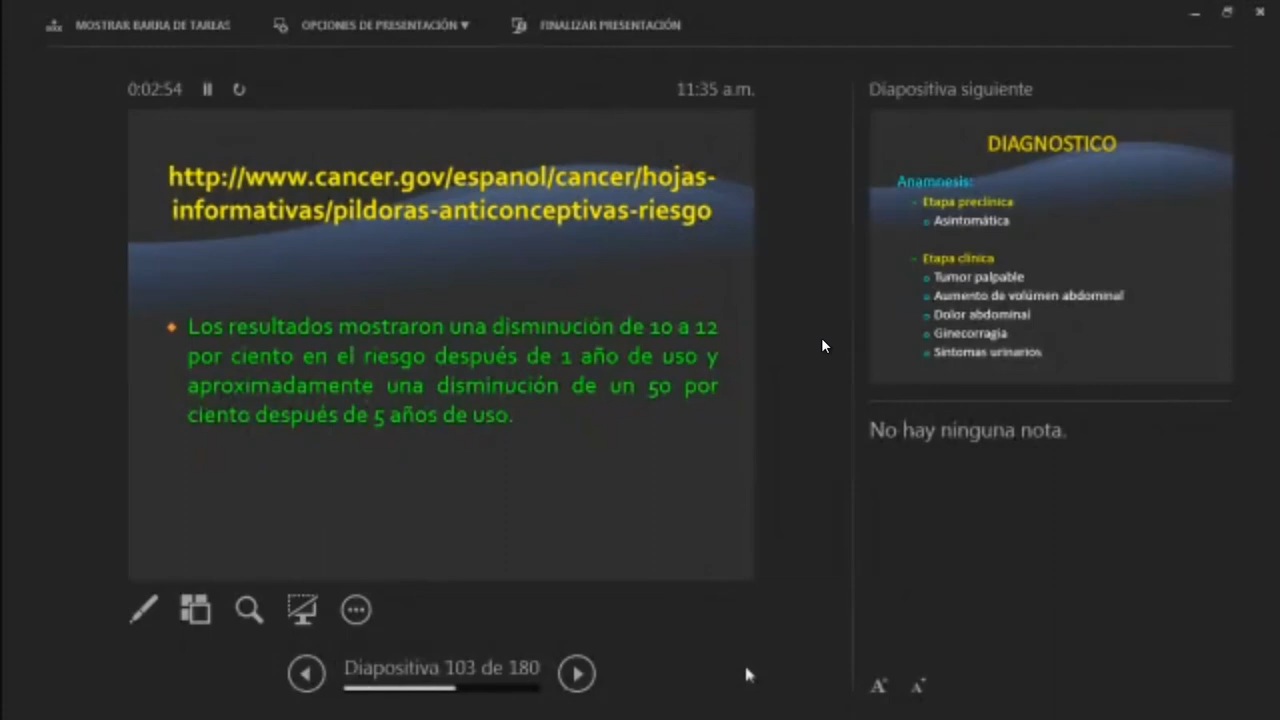 MOSTRAR BARRA DE TAREAS
OPCIONES DE PRESENTACIÓN ▼
FINALIZAR PRESENTACIÓN
0:02:54
11:35 a.m.
http://www.cancer.gov/espanol/cancer/hojas-
informativas/pildoras-anticonceptivas-riesgo
Los resultados mostraron una disminución de 10 a 12
por ciento en el riesgo después de 1 año de uso y
aproximadamente una disminución de un 50 por
ciento después de 5 años de uso.
Diapositiva 103 de 180
Diapositiva siguiente
DIAGNOSTICO
Anamnesis:
- Etapa preclínica
Asintomática
- Etapa clínica
Tumor palpable
Aumento de volúmen abdominal
Dolor abdominal
Ginecorragia
Síntomas urinarios
No hay ninguna nota.
A A